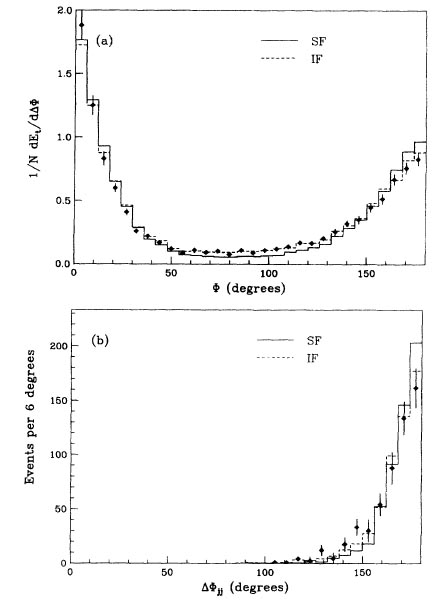 2.0
(a)
SF
IF
1.5
1.0
0.5
0.0
1/N dE_t/dΔΦ
0 50 100 150
Φ (degrees)
(b)
SF
IF
200
150
100
50
0
Events per 6 degrees
0 50 100 150
ΔΦ_jj (degrees)